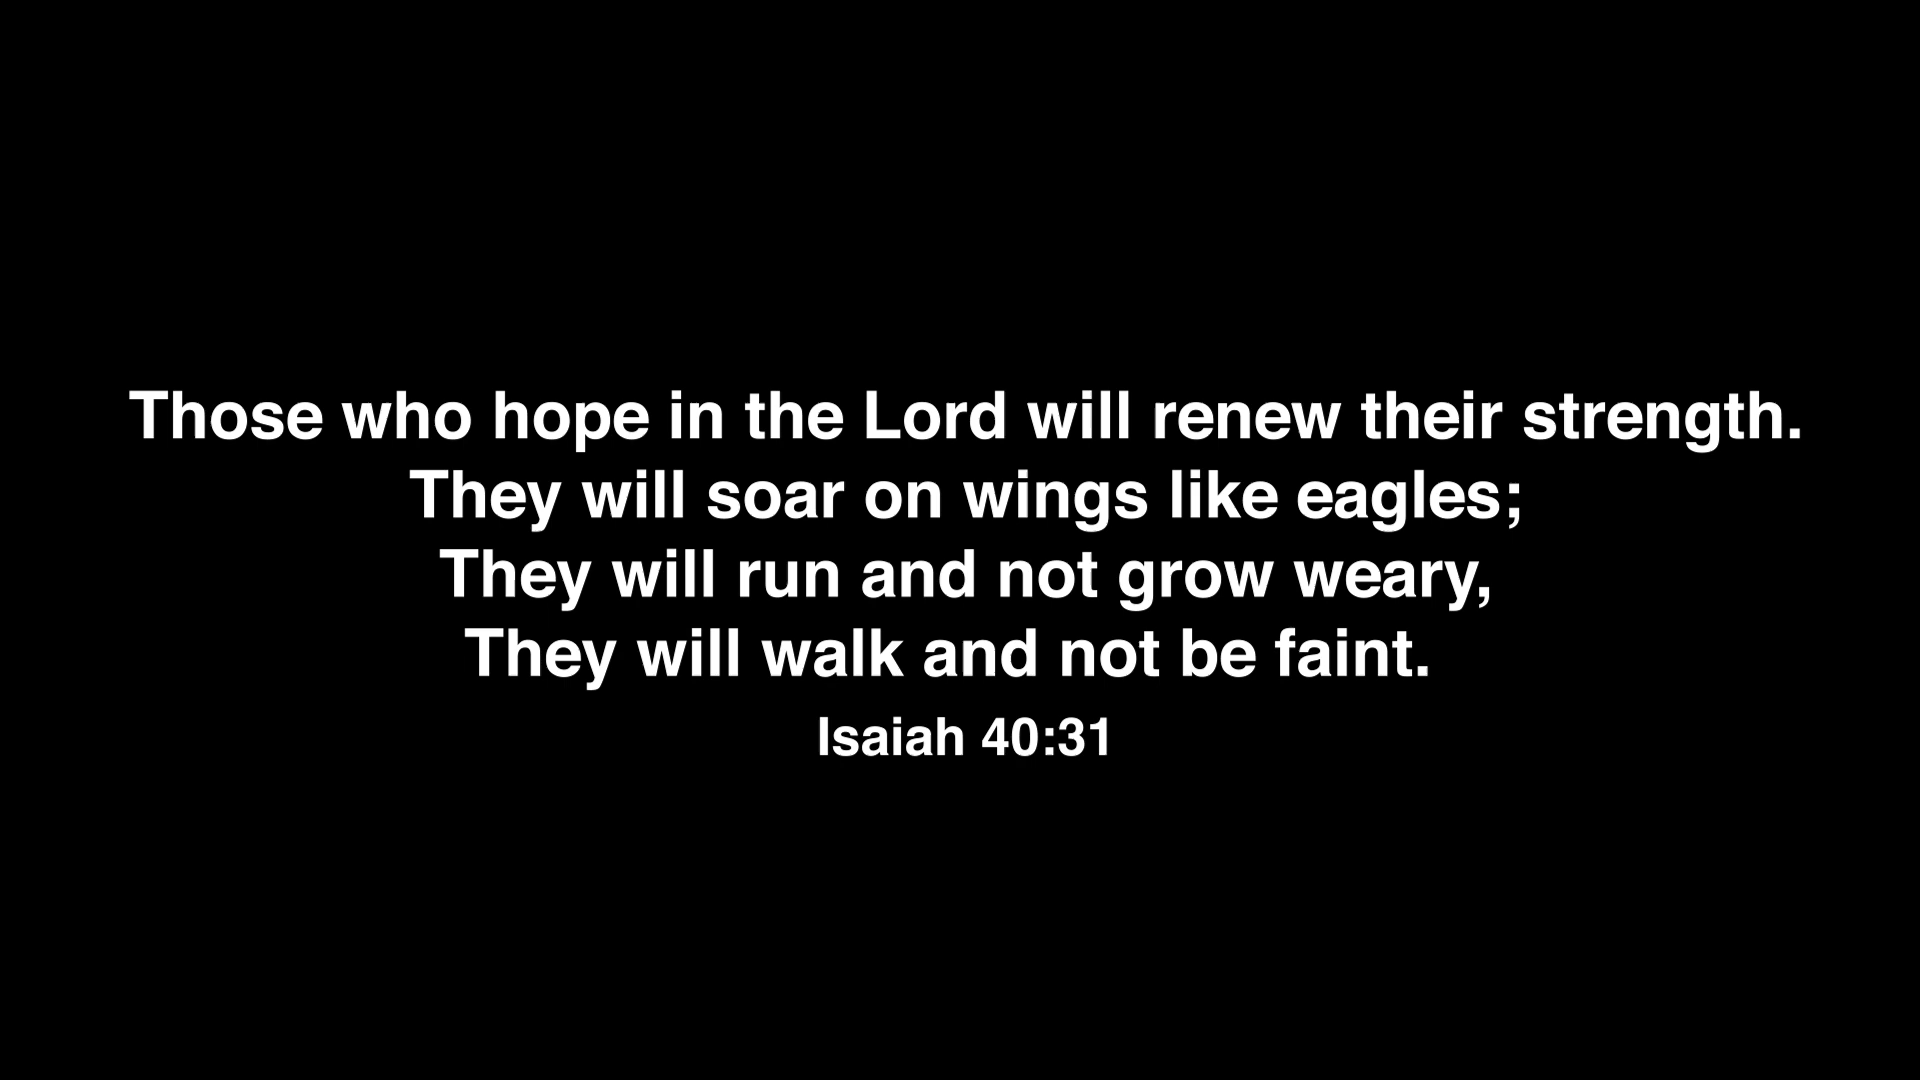 Those who hope in the Lord will renew their strength.
They will soar on wings like eagles;
They will run and not grow weary,
They will walk and not be faint.
Isaiah 40:31